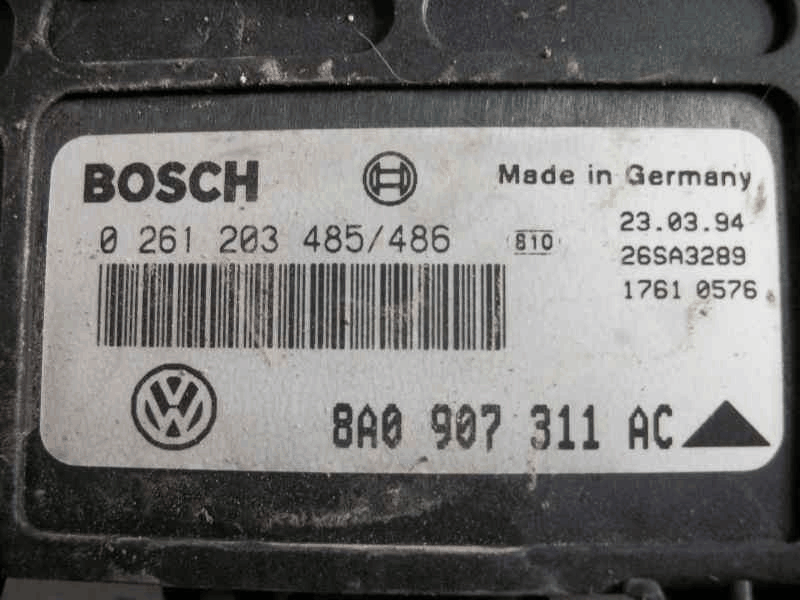 BOSCH
Made in Germany
0 261 203 485/486
810
23.03.94
26SA3289
1761 0576
8A0 907 311 AC